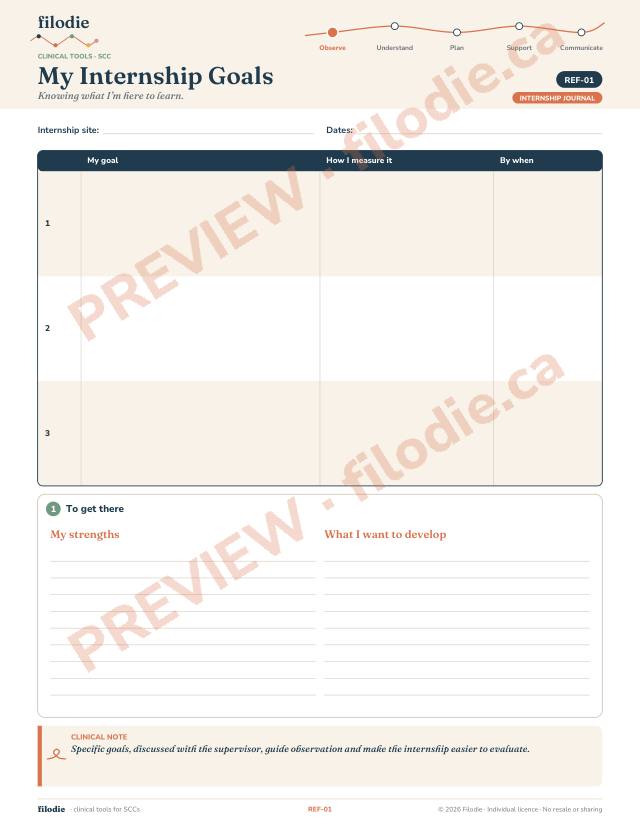 filodie
CLINICAL TOOLS · SCC
Observe Understand Plan Support Communicate
My Internship Goals
Knowing what I'm here to learn.
REF-01
INTERNSHIP JOURNAL
Internship site: Dates:
My goal How I measure it By when
1
2
3
PREVIEW · filodie.ca
1 To get there
My strengths What I want to develop
PREVIEW · filodie.ca
CLINICAL NOTE
Specific goals, discussed with the supervisor, guide observation and make the internship easier to evaluate.
filodie · clinical tools for SCCs REF-01 © 2026 Filodie · Individual licence · No resale or sharing